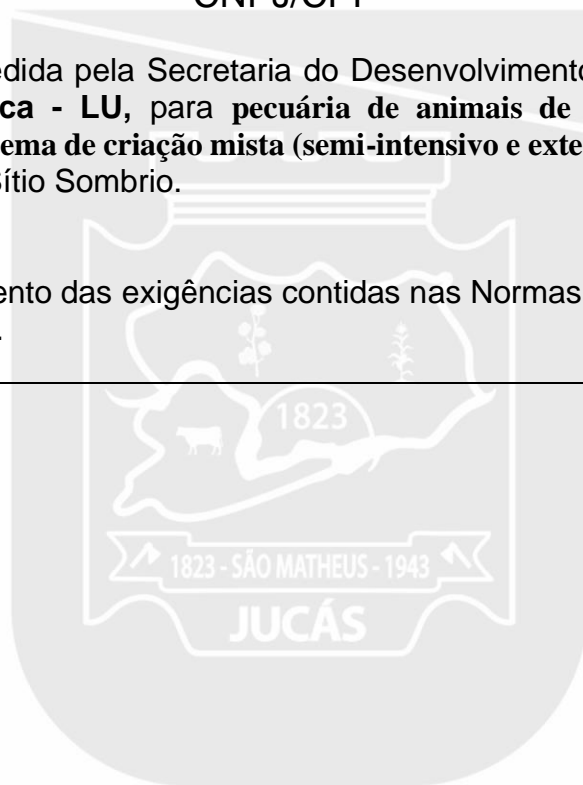 CNPJ/CPF
edida pela Secretaria do Desenvolvimento
ca - LU, para pecuária de animais de
ema de criação mista (semi-intensivo e exte
Sítio Sombrio.
ento das exigências contidas nas Normas
.
1823
1823 - SÃO MATHEUS - 1943
JUCÁS